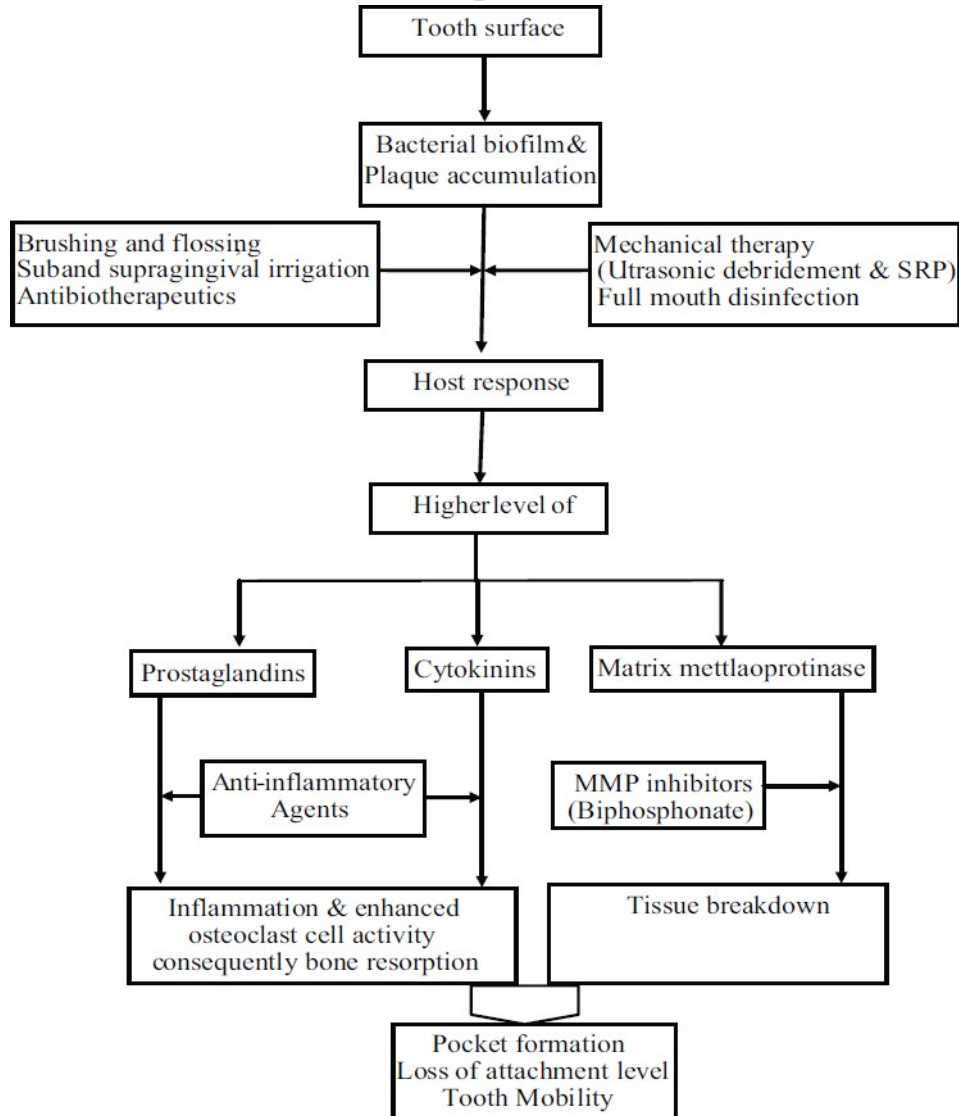 Tooth surface
Bacterial biofilm &
Plaque accumulation
Brushing and flossing
Suband supragingival irrigation
Antibiotherapeutics
Mechanical therapy
(Utrasonic debridement & SRP)
Full mouth disinfection
Host response
Higher level of
Prostaglandins
Cytokinins
Matrix mettlaoprotinase
Anti-inflammatory
Agents
MMP inhibitors
(Biphosphonate)
Inflammation & enhanced
osteoclast cell activity
consequently bone resorption
Tissue breakdown
Pocket formation
Loss of attachment level
Tooth Mobility